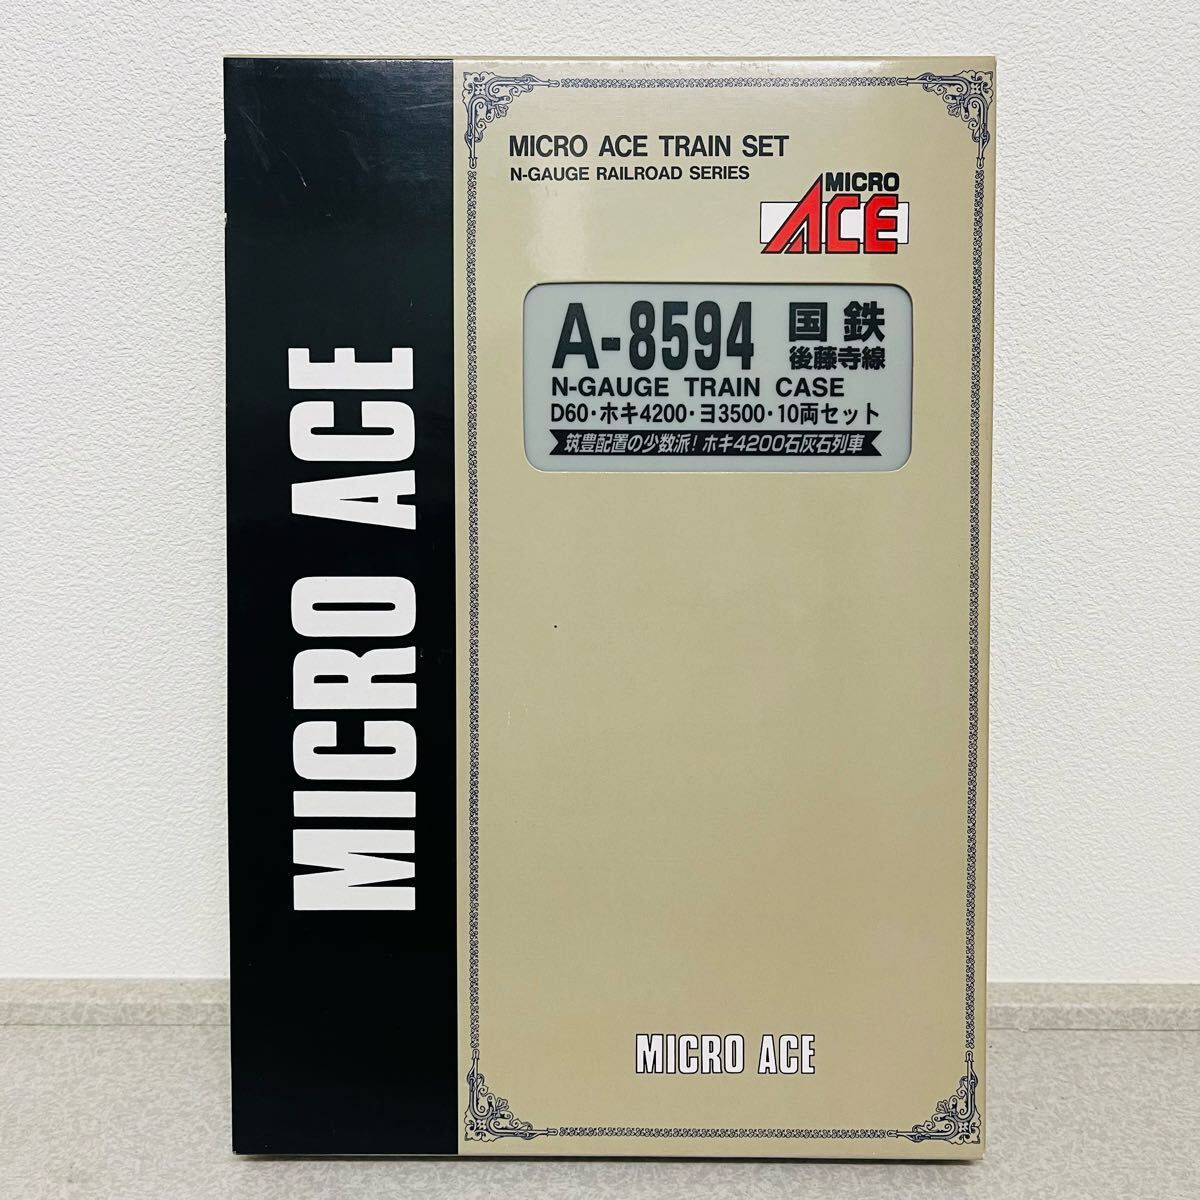 MICRO ACE
MICRO ACE TRAIN SET
N-GAUGE RAILROAD SERIES
MICRO
ACE
A-8594 国鉄
後藤寺線
N-GAUGE TRAIN CASE
D60・ホキ4200・ヨ3500・10両セット
筑豊配置の少数派!ホキ4200石灰石列車
MICRO ACE